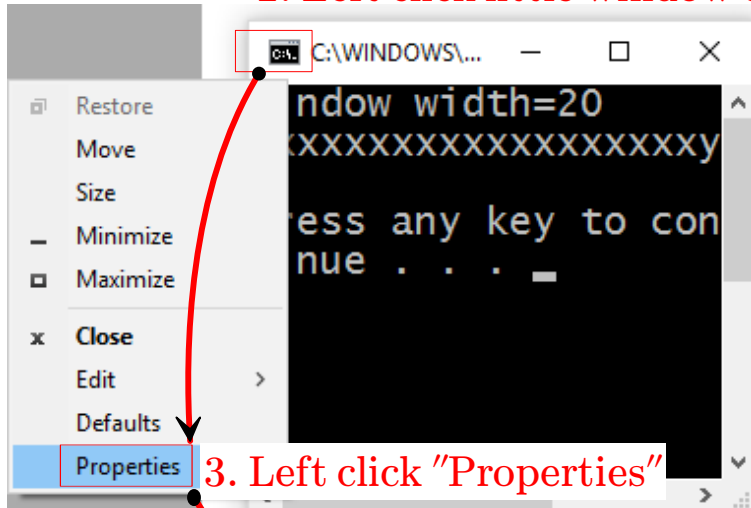 C:\WINDOWS\...
Restore
Move
Size
Minimize
Maximize
Close
Edit
Defaults
Properties
ndow width=20
xxxxxxxxxxxxxxxxxxy
ess any key to con
nue . . . _
3. Left click "Properties"